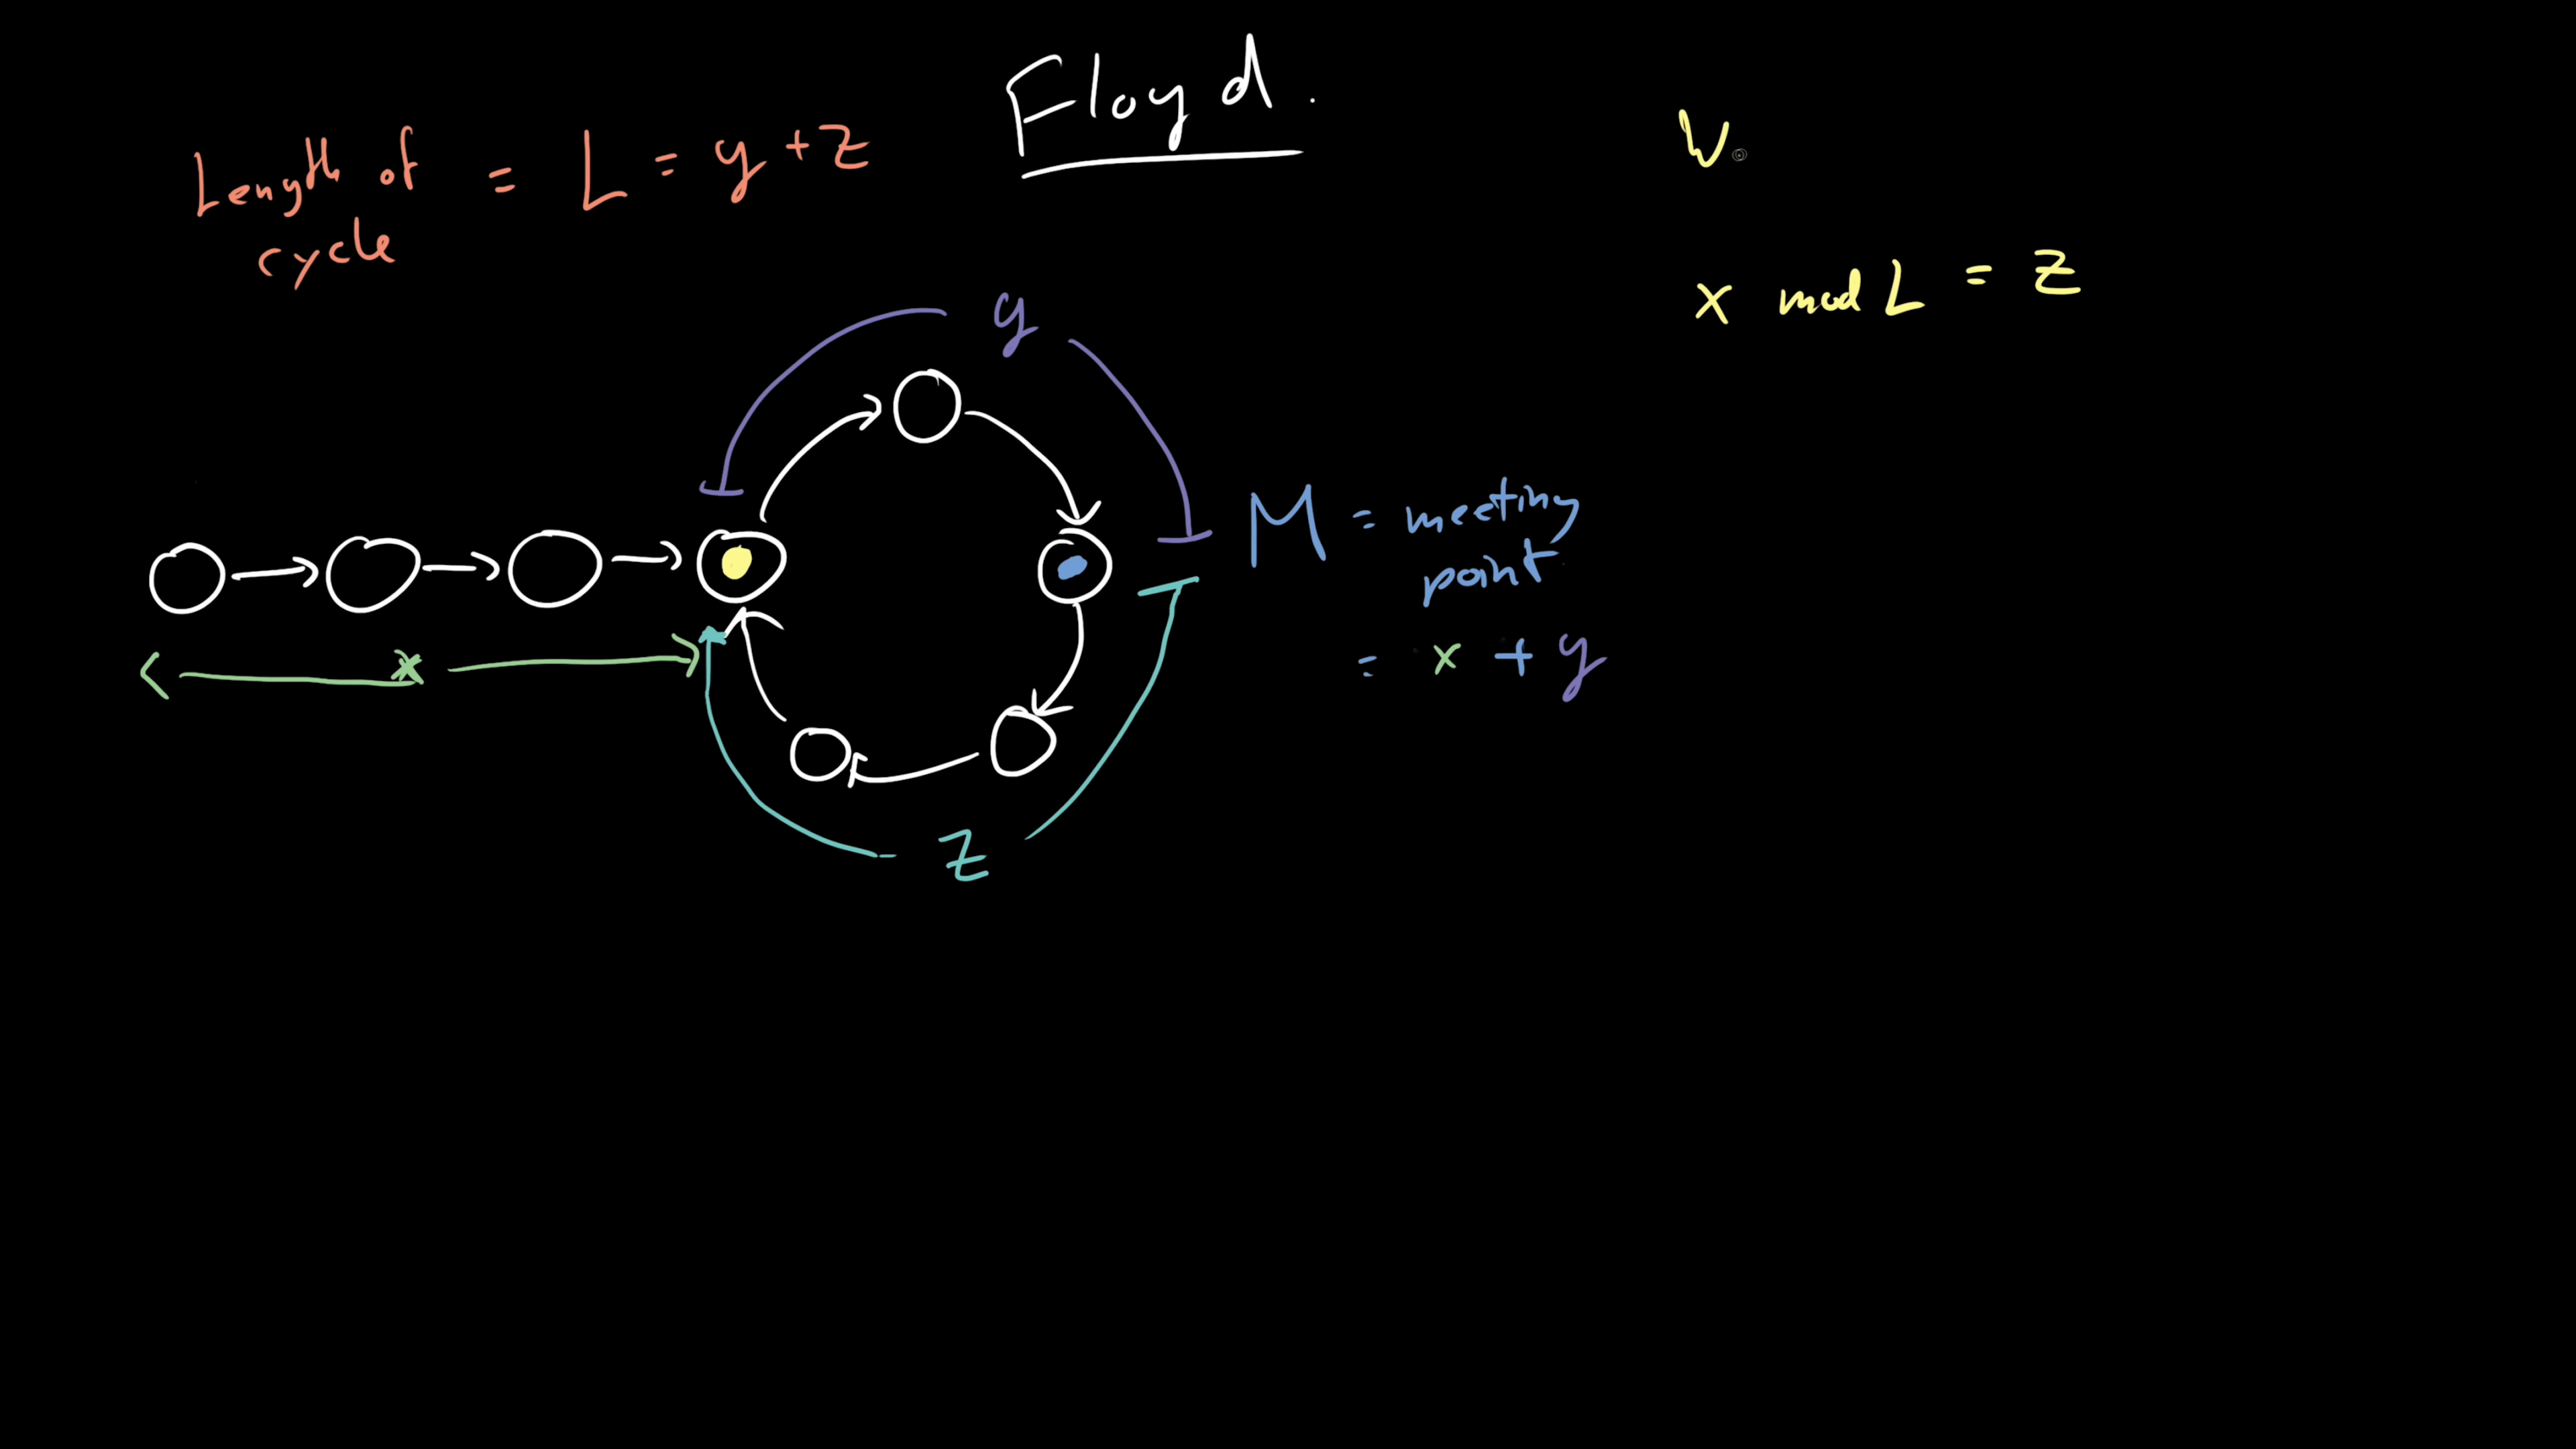 Floyd.
Length of cycle = L = y + z
W
x mod L = z
y
M = meeting point
= x + y
x
z